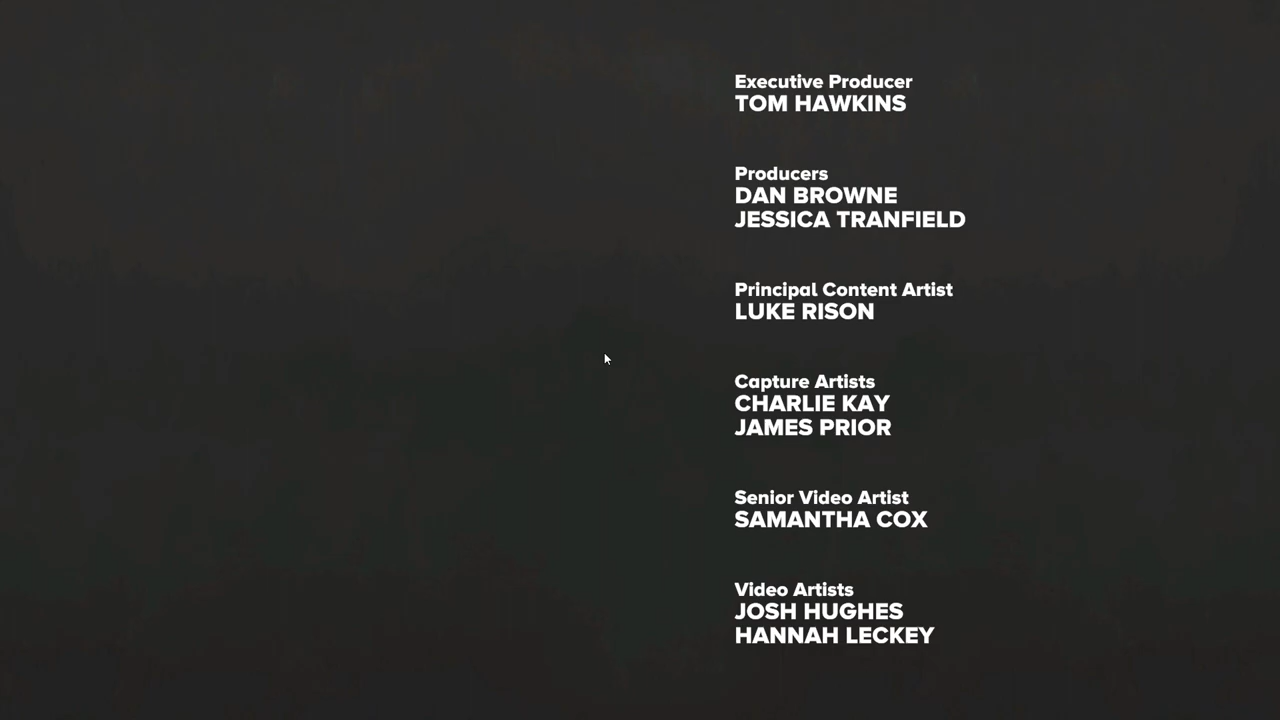 Executive Producer
TOM HAWKINS
Producers
DAN BROWNE
JESSICA TRANFIELD
Principal Content Artist
LUKE RISON
Capture Artists
CHARLIE KAY
JAMES PRIOR
Senior Video Artist
SAMANTHA COX
Video Artists
JOSH HUGHES
HANNAH LECKEY